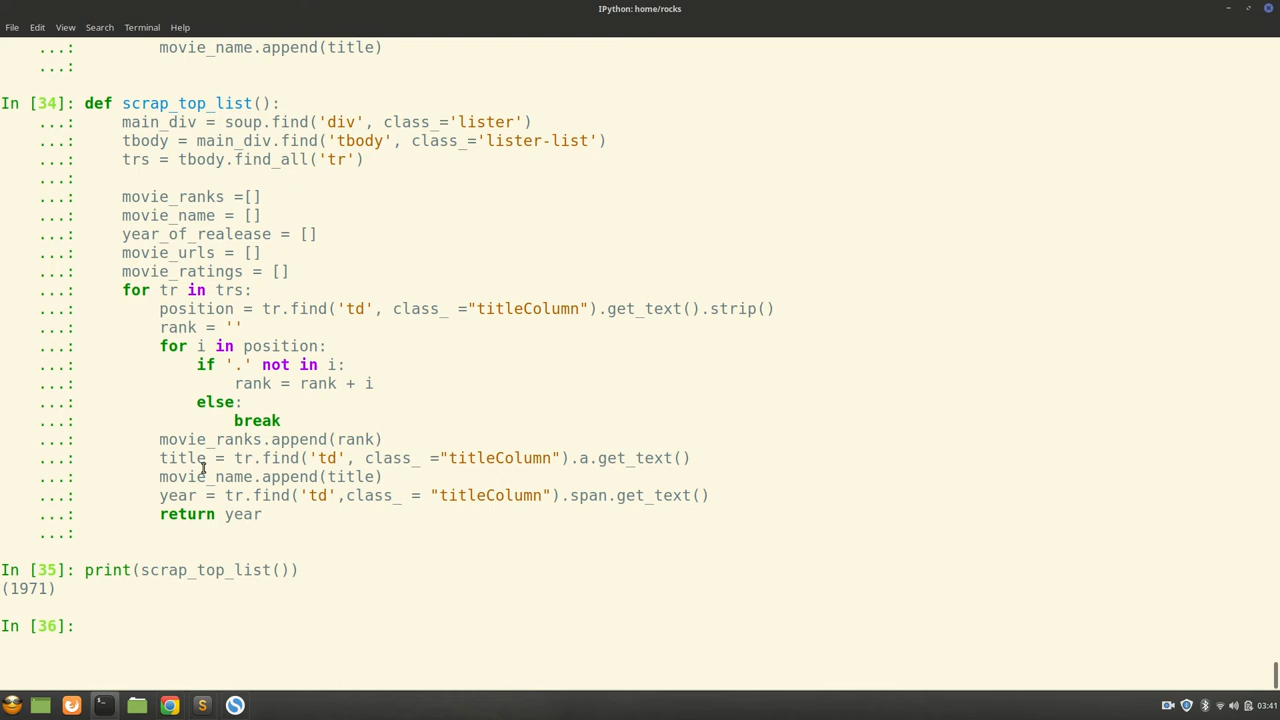 IPython: home/rocks
File Edit View Search Terminal Help
...: movie_name.append(title)
...:
In [34]: def scrap_top_list():
...: main_div = soup.find('div', class_='lister')
...: tbody = main_div.find('tbody', class_='lister-list')
...: trs = tbody.find_all('tr')
...:
...: movie_ranks =[]
...: movie_name = []
...: year_of_realease = []
...: movie_urls = []
...: movie_ratings = []
...: for tr in trs:
...: position = tr.find('td', class_ ="titleColumn").get_text().strip()
...: rank = ''
...: for i in position:
...: if '.' not in i:
...: rank = rank + i
...: else:
...: break
...: movie_ranks.append(rank)
...: title = tr.find('td', class_ ="titleColumn").a.get_text()
...: movie_name.append(title)
...: year = tr.find('td',class_ = "titleColumn").span.get_text()
...: return year
...:
In [35]: print(scrap_top_list())
(1971)
In [36]:
03:41